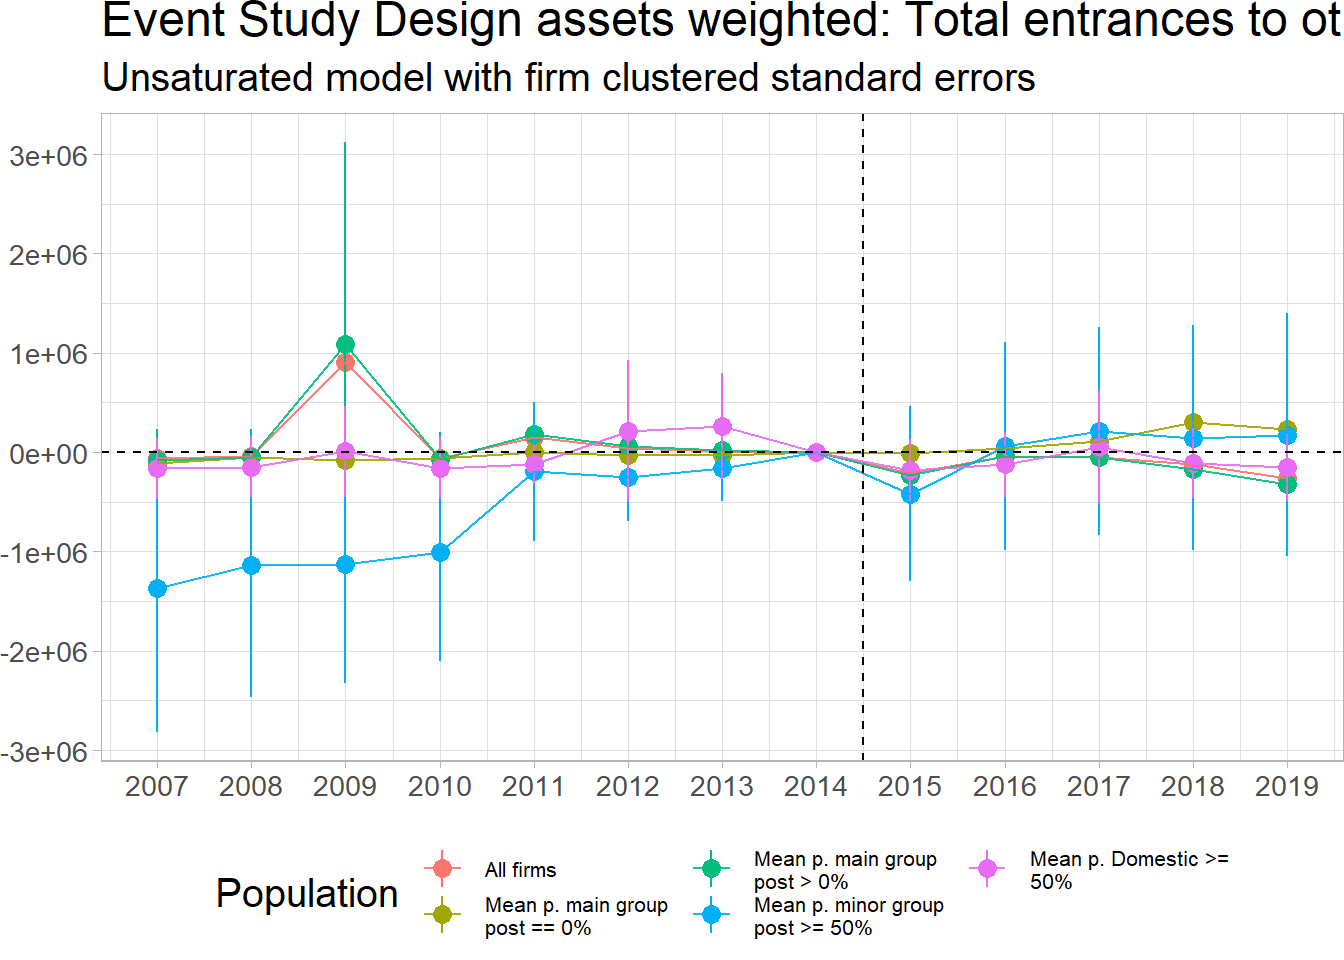 Event Study Design assets weighted: Total entrances to ot
Unsaturated model with firm clustered standard errors
3e+06
2e+06
1e+06
0e+00
-1e+06
-2e+06
-3e+06
2007 2008 2009 2010 2011 2012 2013 2014 2015 2016 2017 2018 2019
Population
All firms
Mean p. main group
post == 0%
Mean p. main group
post > 0%
Mean p. minor group
post >= 50%
Mean p. Domestic >=
50%